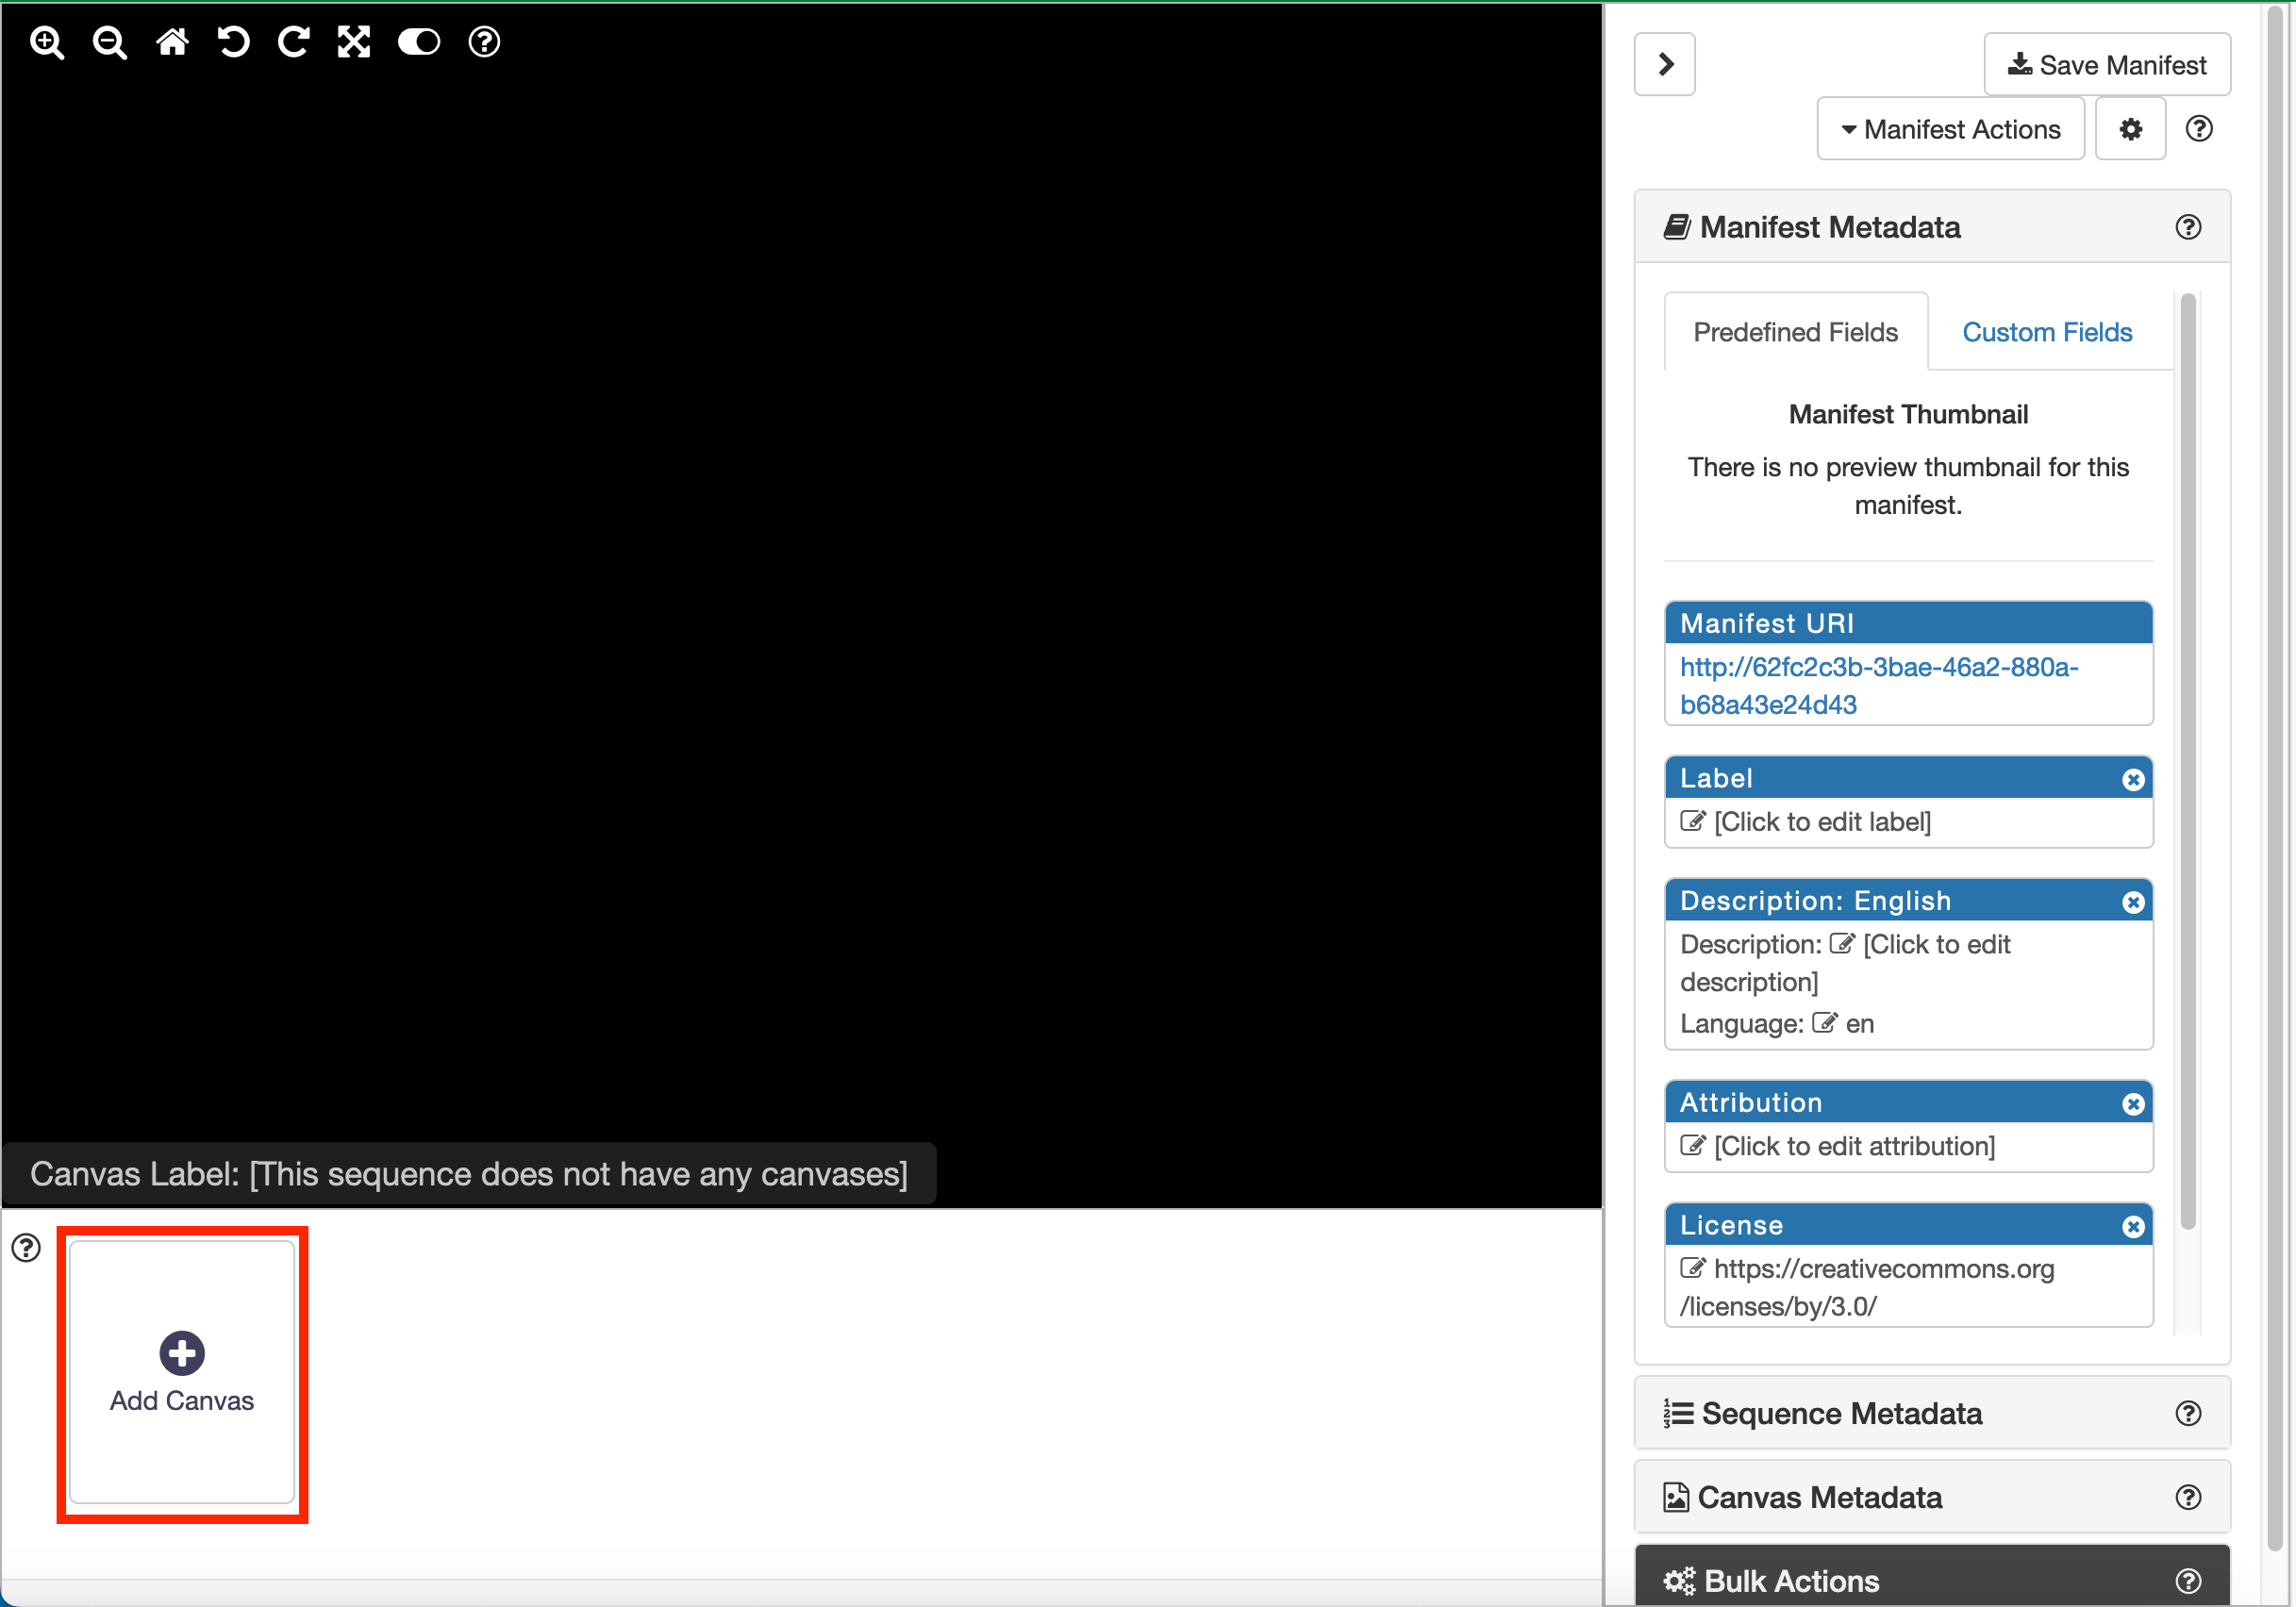 Save Manifest
Manifest Actions
Manifest Metadata
Predefined Fields
Custom Fields
Manifest Thumbnail
There is no preview thumbnail for this
manifest.
Manifest URI
http://62fc2c3b-3bae-46a2-880a-
b68a43e24d43
Label
[Click to edit label]
Description: English
Description: [Click to edit
description]
Language: en
Attribution
[Click to edit attribution]
License
https://creativecommons.org
/licenses/by/3.0/
Sequence Metadata
Canvas Metadata
Bulk Actions
Canvas Label: [This sequence does not have any canvases]
Add Canvas